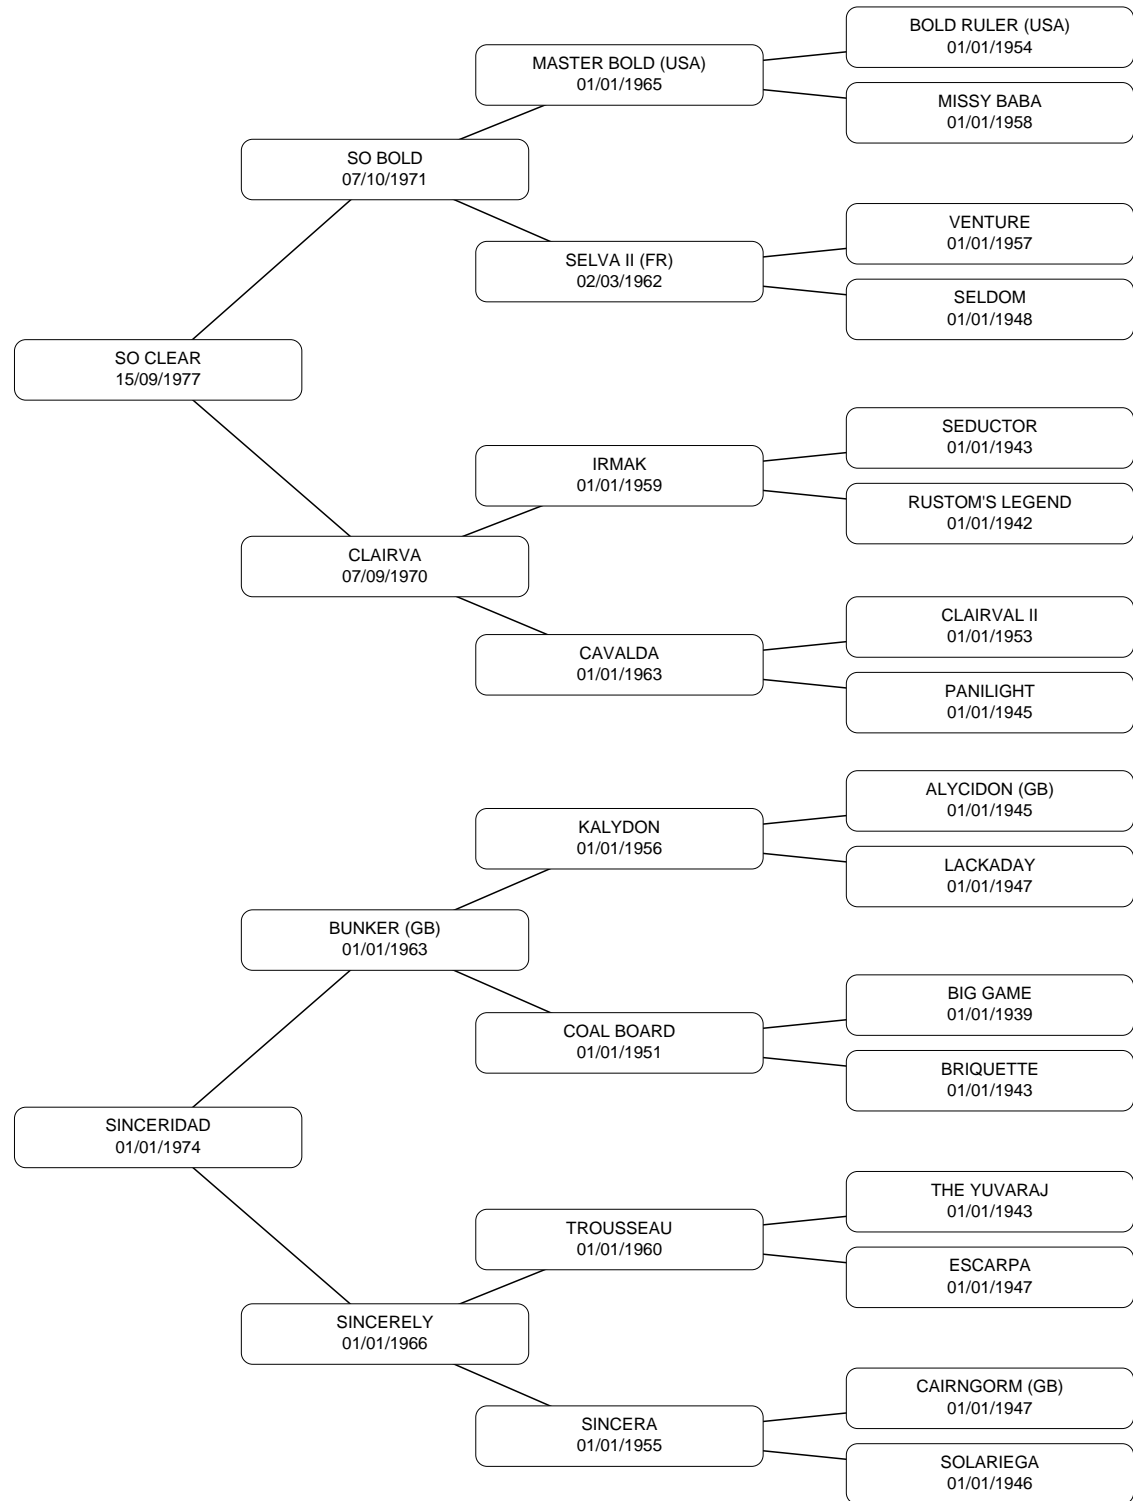 BOLD RULER (USA)
01/01/1954
MASTER BOLD (USA)
01/01/1965
MISSY BABA
01/01/1958
SO BOLD
07/10/1971
VENTURE
01/01/1957
SELVA II (FR)
02/03/1962
SELDOM
01/01/1948
SO CLEAR
15/09/1977
SEDUCTOR
01/01/1943
IRMAK
01/01/1959
RUSTOM'S LEGEND
01/01/1942
CLAIRVA
07/09/1970
CLAIRVAL II
01/01/1953
CAVALDA
01/01/1963
PANILIGHT
01/01/1945
ALYCIDON (GB)
01/01/1945
KALYDON
01/01/1956
LACKADAY
01/01/1947
BUNKER (GB)
01/01/1963
BIG GAME
01/01/1939
COAL BOARD
01/01/1951
BRIQUETTE
01/01/1943
SINCERIDAD
01/01/1974
THE YUVARAJ
01/01/1943
TROUSSEAU
01/01/1960
ESCARPA
01/01/1947
SINCERELY
01/01/1966
CAIRNGORM (GB)
01/01/1947
SINCERA
01/01/1955
SOLARIEGA
01/01/1946